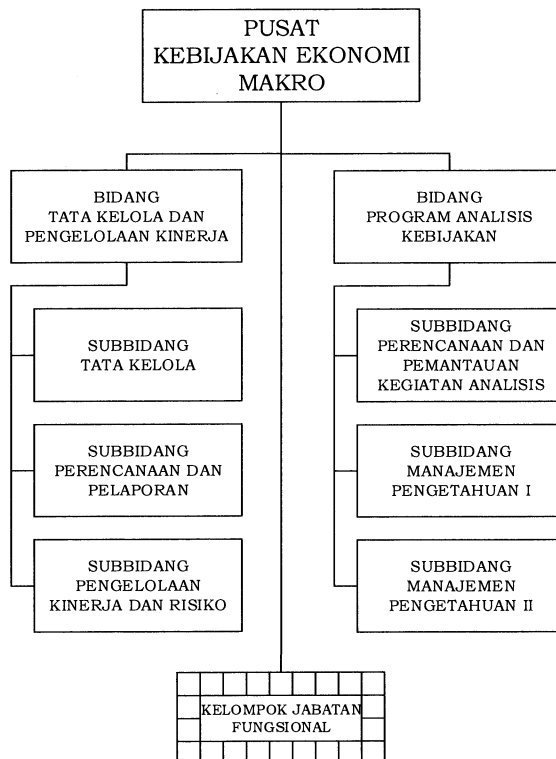 PUSAT
KEBIJAKAN EKONOMI
MAKRO
BIDANG
TATA KELOLA DAN
PENGELOLAAN KINERJA
SUBBIDANG
TATA KELOLA
SUBBIDANG
PERENCANAAN DAN
PELAPORAN
SUBBIDANG
PENGELOLAAN
KINERJA DAN RISIKO
BIDANG
PROGRAM ANALISIS
KEBIJAKAN
SUBBIDANG
PERENCANAAN DAN
PEMANTAUAN
KEGIATAN ANALISIS
SUBBIDANG
MANAJEMEN
PENGETAHUAN I
SUBBIDANG
MANAJEMEN
PENGETAHUAN II
KELOMPOK JABATAN
FUNGSIONAL